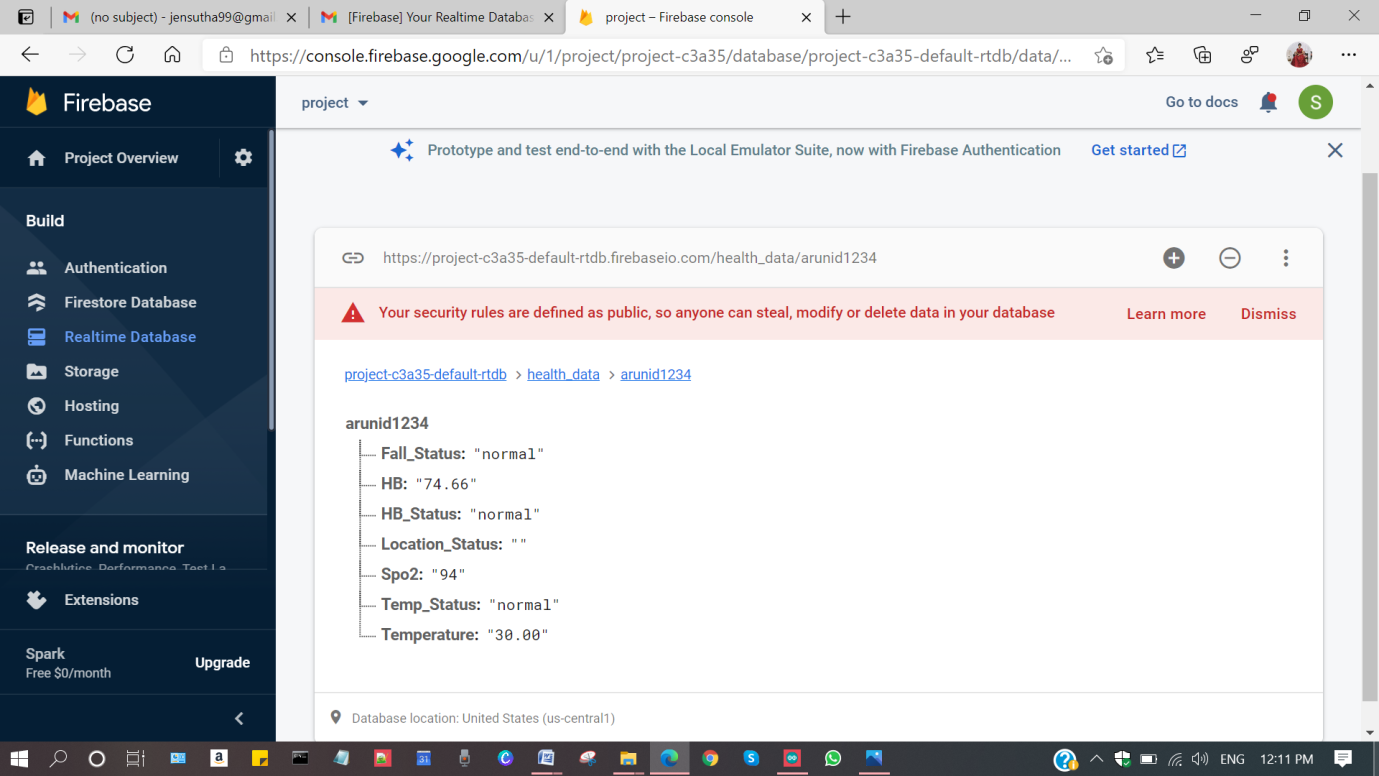 (no subject) - jensutha99@gmail
[Firebase] Your Realtime Databas
project – Firebase console
https://console.firebase.google.com/u/1/project/project-c3a35/database/project-c3a35-default-rtdb/data/...
Firebase
project
Go to docs
S
Project Overview
Prototype and test end-to-end with the Local Emulator Suite, now with Firebase Authentication
Get started
Build
Authentication
Firestore Database
Realtime Database
Storage
Hosting
Functions
Machine Learning
Release and monitor
Crashlytics, Performance, Test La...
Extensions
Spark
Free $0/month
Upgrade
https://project-c3a35-default-rtdb.firebaseio.com/health_data/arunid1234
Your security rules are defined as public, so anyone can steal, modify or delete data in your database
Learn more
Dismiss
project-c3a35-default-rtdb > health_data > arunid1234
arunid1234
Fall_Status: "normal"
HB: "74.66"
HB_Status: "normal"
Location_Status: ""
Spo2: "94"
Temp_Status: "normal"
Temperature: "30.00"
Database location: United States (us-central1)
ENG
12:11 PM